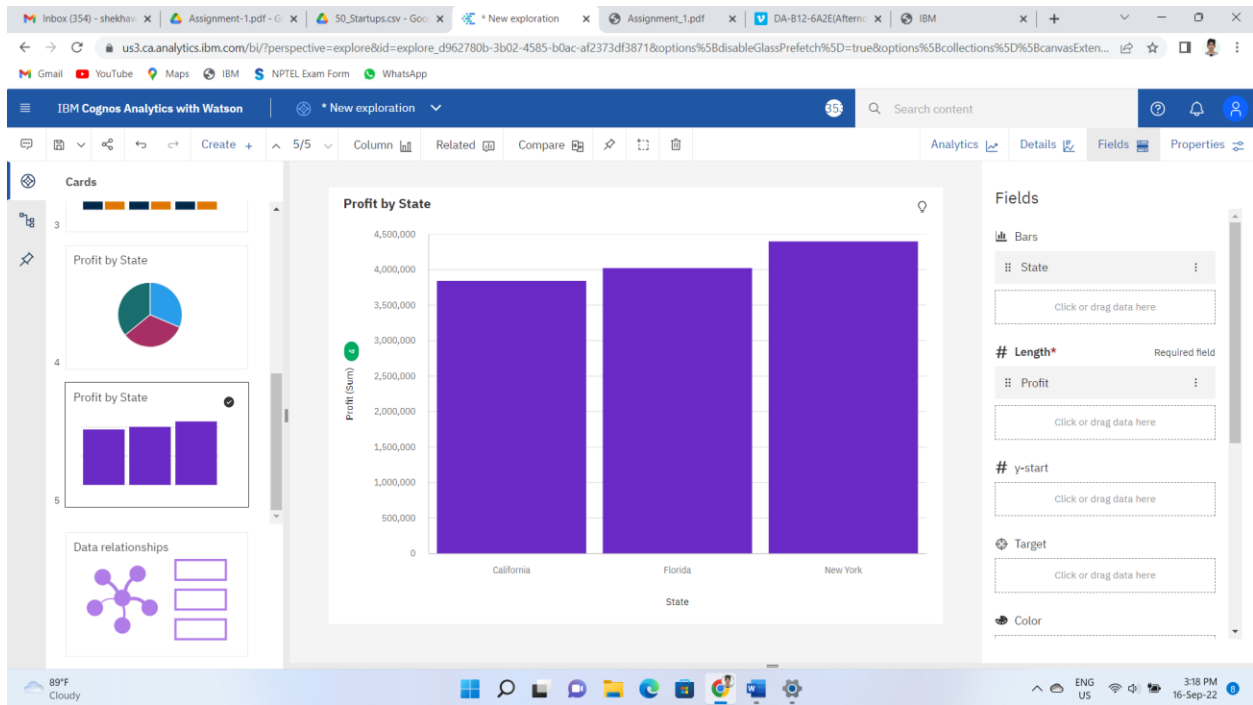 Inbox (354) - shekhav
Assignment-1.pdf - G
50_Startups.csv - Goo
* New exploration
Assignment_1.pdf
DA-B12-6A2E(Afterno
IBM
us3.ca.analytics.ibm.com/bi/?perspective=explore&id=explore_d962780b-3b02-4585-b0ac-af2373df3871&options%5BdisableGlassPrefetch%5D=true&options%5Bcollections%5D%5BcanvasExten...
Gmail YouTube Maps IBM NPTEL Exam Form WhatsApp
IBM Cognos Analytics with Watson
* New exploration
Search content
Create + 5/5 Column Related Compare
Analytics Details Fields Properties
Cards
3
Profit by State
4
Profit by State
5
Data relationships
Profit by State
4,500,000
4,000,000
3,500,000
3,000,000
2,500,000
2,000,000
1,500,000
1,000,000
500,000
0
Profit (Sum)
California Florida New York
State
Fields
Bars
State
Click or drag data here
# Length* Required field
Profit
Click or drag data here
# y-start
Click or drag data here
Target
Click or drag data here
Color
89°F
Cloudy
ENG
US
3:18 PM
16-Sep-22
8